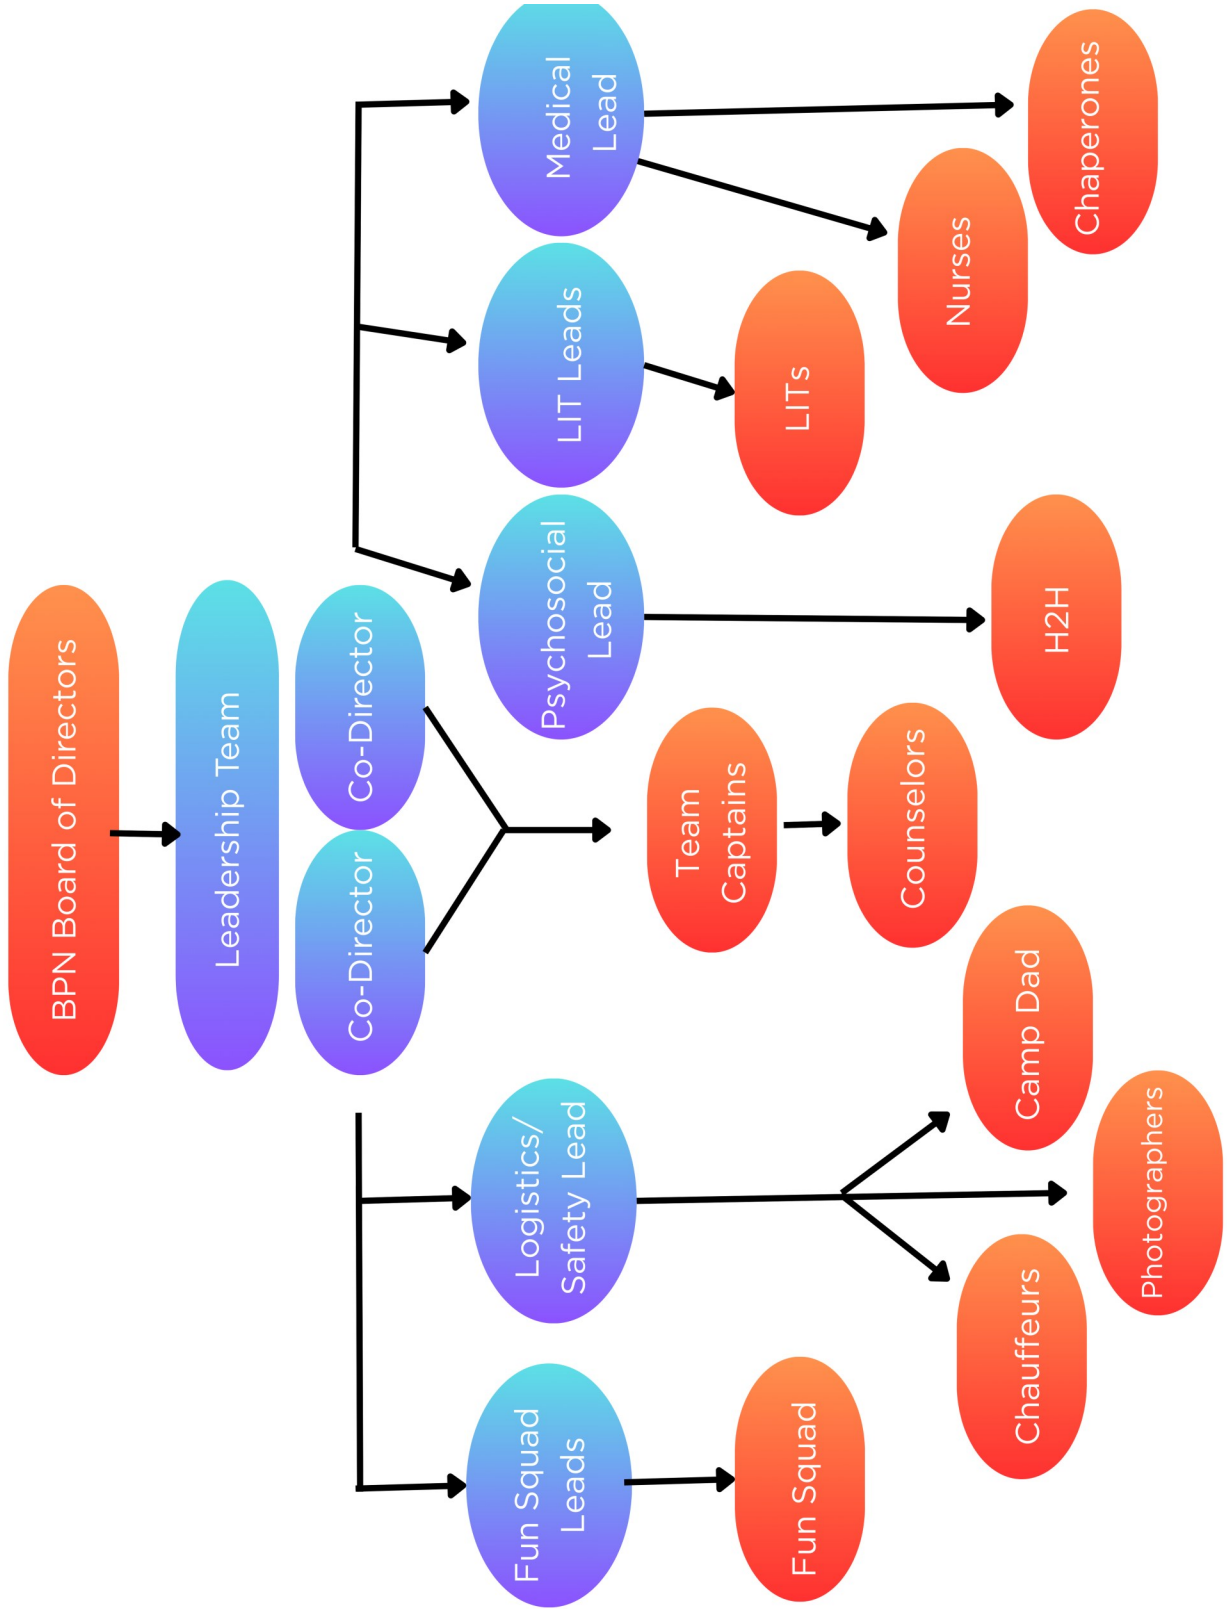 BPN Board of Directors
Leadership Team
Co-Director
Co-Director
Fun Squad
Leads
Logistics/
Safety Lead
Psychosocial
Lead
LIT Leads
Medical
Lead
Team
Captains
Fun Squad
LITs
Counselors
Nurses
Chauffeurs
Camp Dad
H2H
Chaperones
Photographers